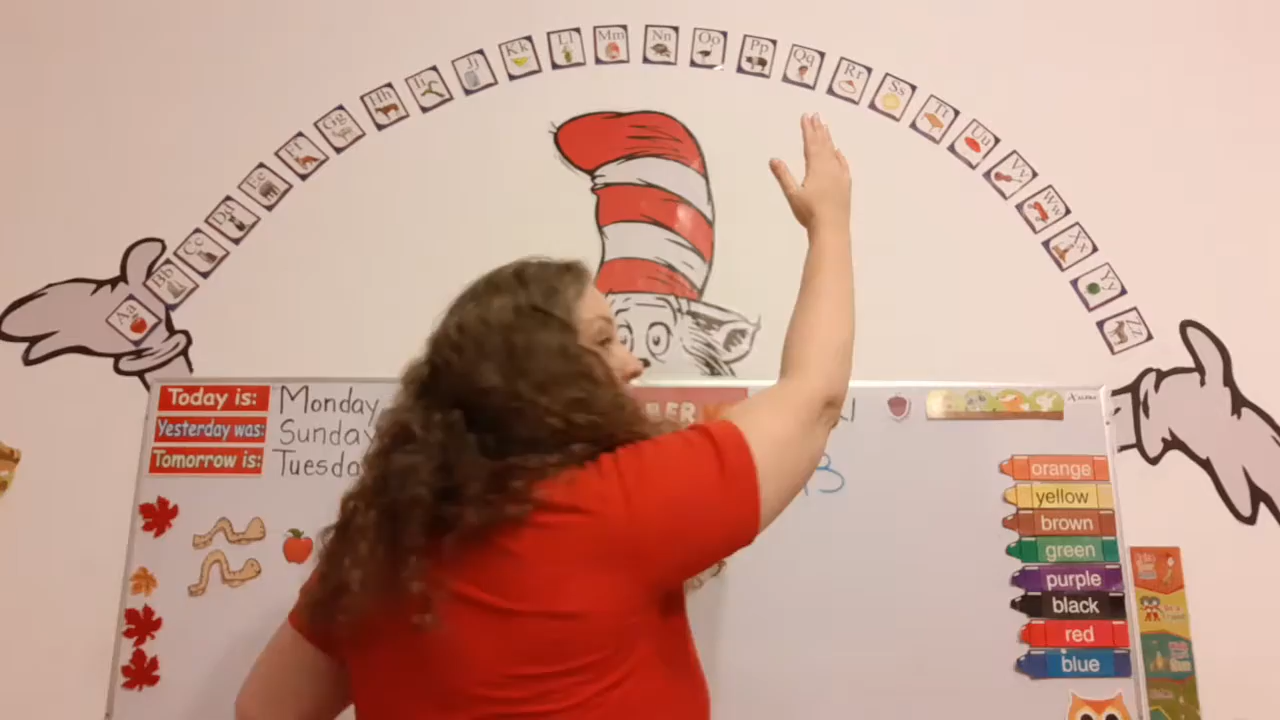 Aa
Bb
Cc
Dd
Ee
Ff
Gg
Hh
Ii
Jj
Kk
Ll
Mm
Nn
Oo
Pp
Qq
Rr
Ss
Tt
Uu
Vv
Ww
Xx
Yy
Zz
Today is: Monday
Yesterday was: Sunday
Tomorrow is: Tuesda
BER
orange
yellow
brown
green
purple
black
red
blue